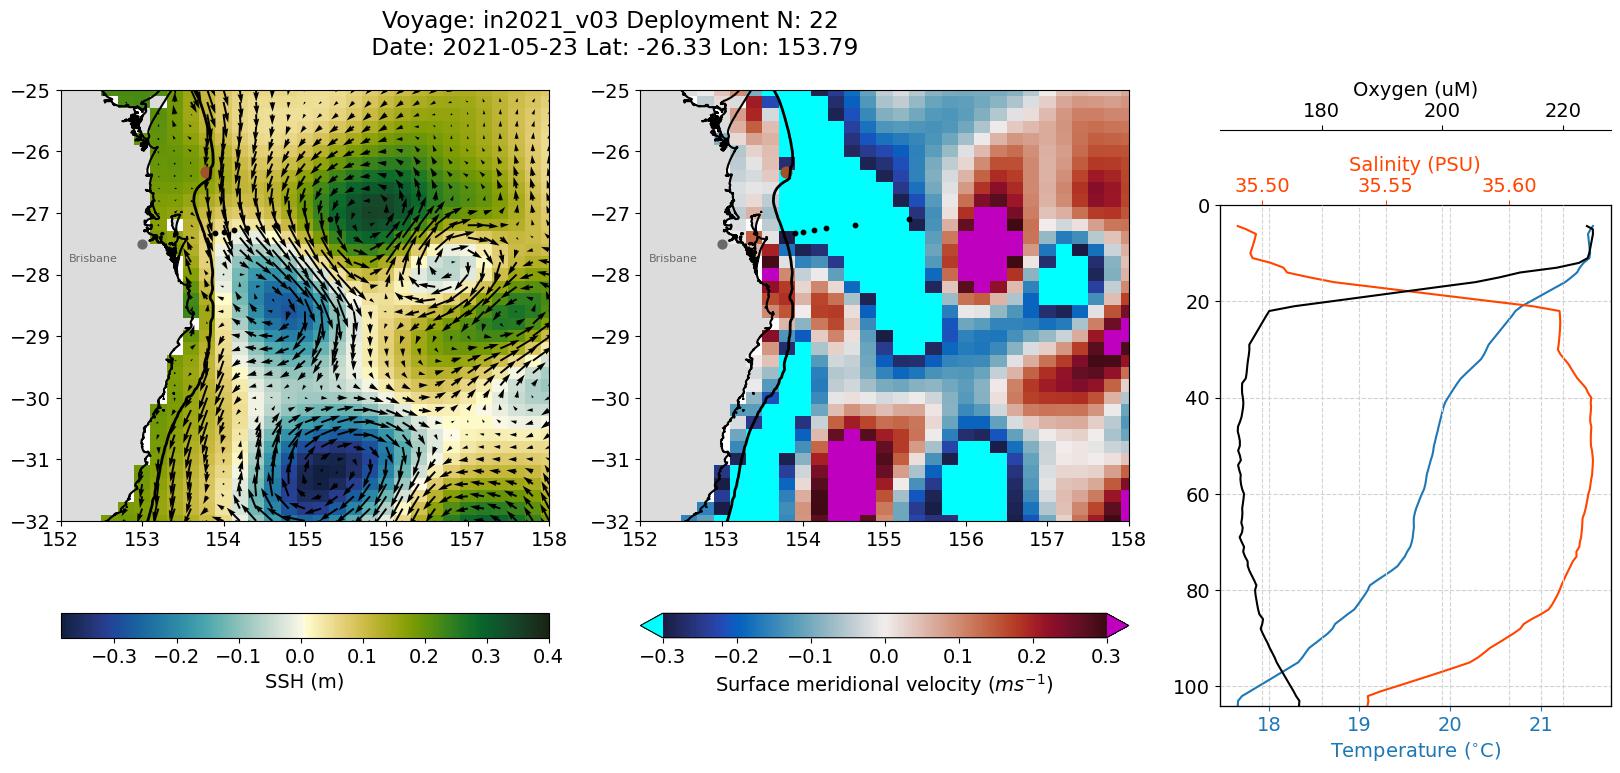 Voyage: in2021_v03 Deployment N: 22
Date: 2021-05-23 Lat: -26.33 Lon: 153.79
−25
−26
−27
−28
−29
−30
−31
−32
152 153 154 155 156 157 158
Brisbane
−0.3 −0.2 −0.1 0.0 0.1 0.2 0.3 0.4
SSH (m)
−25
−26
−27
−28
−29
−30
−31
−32
152 153 154 155 156 157 158
Brisbane
−0.3 −0.2 −0.1 0.0 0.1 0.2 0.3
Surface meridional velocity (ms⁻¹)
Oxygen (uM)
180 200 220
Salinity (PSU)
35.50 35.55 35.60
0
20
40
60
80
100
18 19 20 21
Temperature (°C)